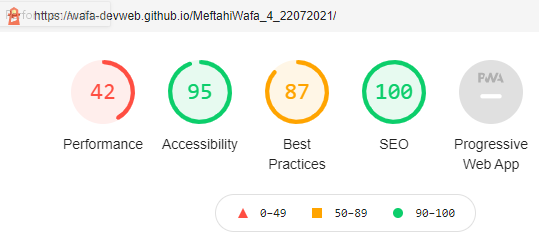 https://wafa-devweb.github.io/MeftahiWafa_4_22072021/
42 95 87 100 PWA
Performance Accessibility Best Practices SEO Progressive Web App
0–49 50–89 90–100